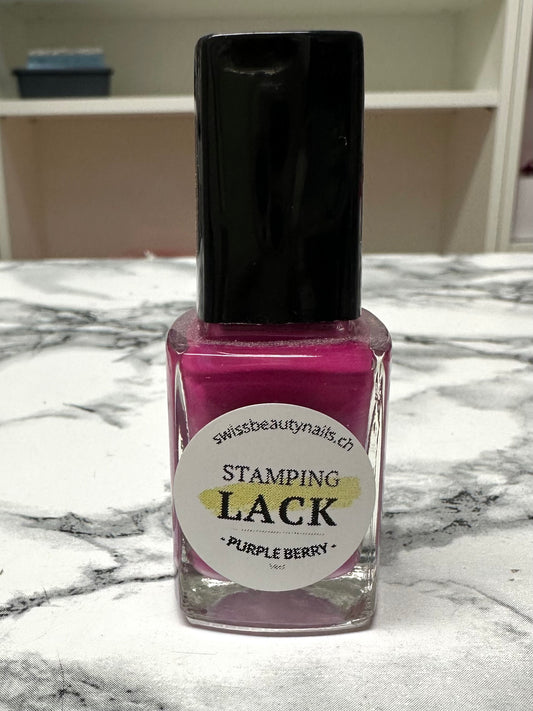 swissbeautynails.ch
STAMPING
LACK
- PURPLE BERRY -